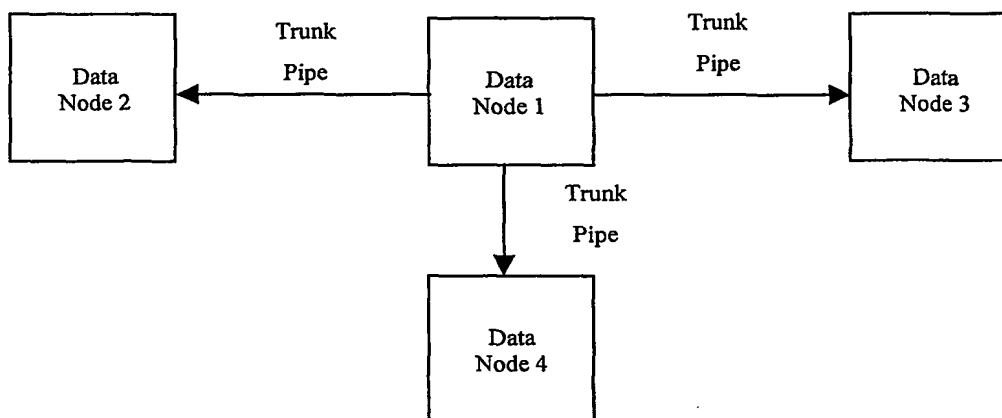 Trunk
Pipe
Trunk
Pipe
Data
Node 2
Data
Node 1
Data
Node 3
Trunk
Pipe
Data
Node 4